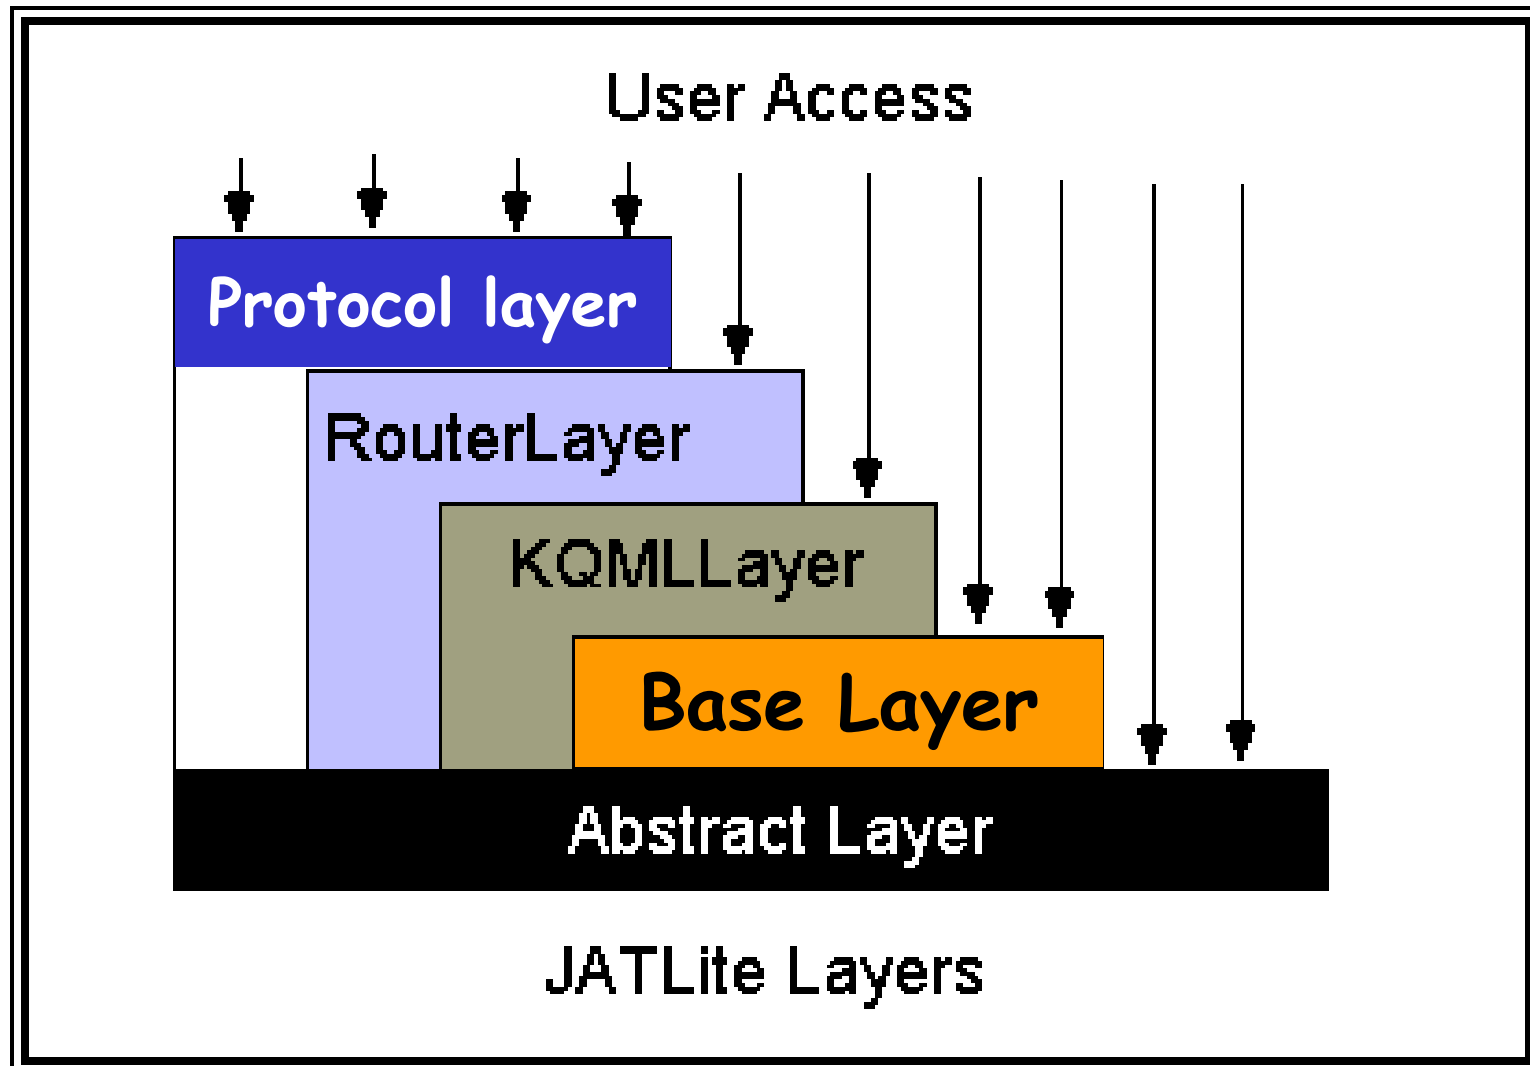 User Access
Protocol layer
RouterLayer
KQMLLayer
Base Layer
Abstract Layer
JATLite Layers